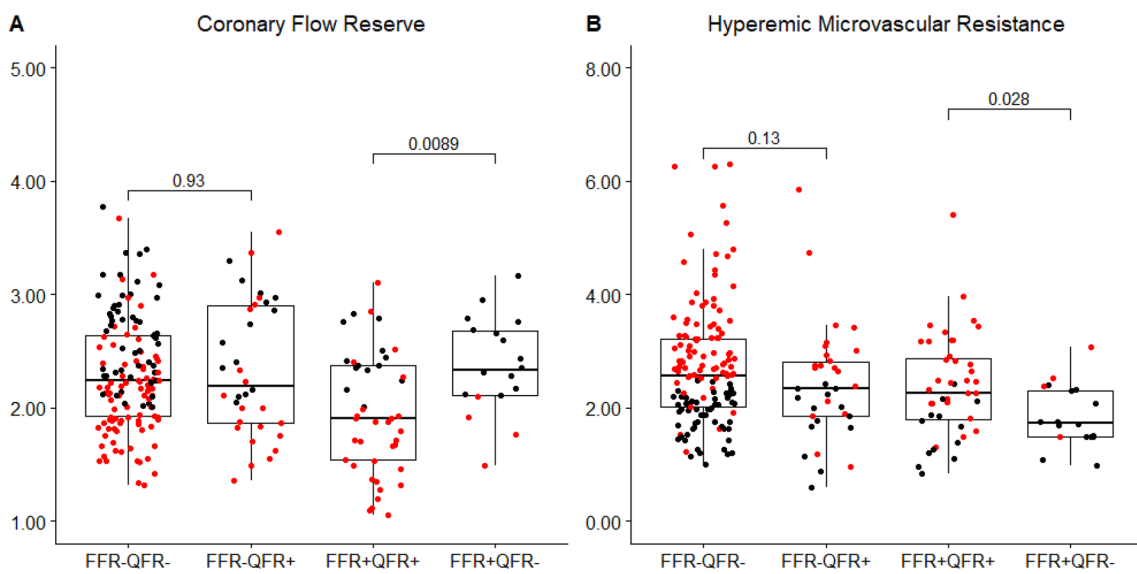 A
Coronary Flow Reserve
5.00
4.00
3.00
2.00
1.00
0.93
0.0089
FFR-QFR-
FFR-QFR+
FFR+QFR+
FFR+QFR-
B
Hyperemic Microvascular Resistance
8.00
6.00
4.00
2.00
0.00
0.13
0.028
FFR-QFR-
FFR-QFR+
FFR+QFR+
FFR+QFR-